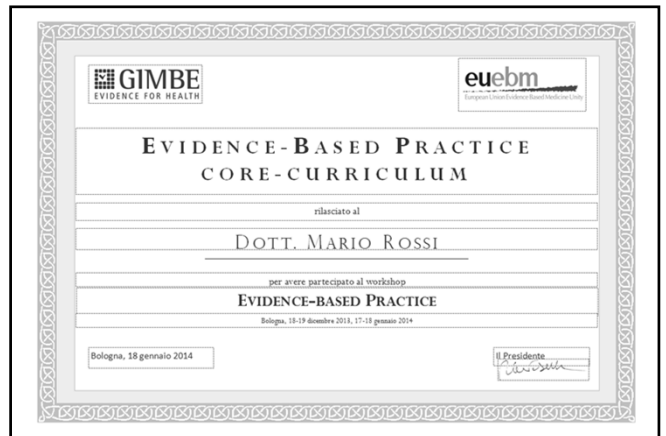 GIMBE
EVIDENCE FOR HEALTH
euebm
European Union Evidence Based Medicine Unity
EVIDENCE-BASED PRACTICE
CORE-CURRICULUM
rilasciato al
DOTT. MARIO ROSSI
per avere partecipato al workshop
EVIDENCE-BASED PRACTICE
Bologna, 18-19 dicembre 2013, 17-18 gennaio 2014
Bologna, 18 gennaio 2014
Il Presidente